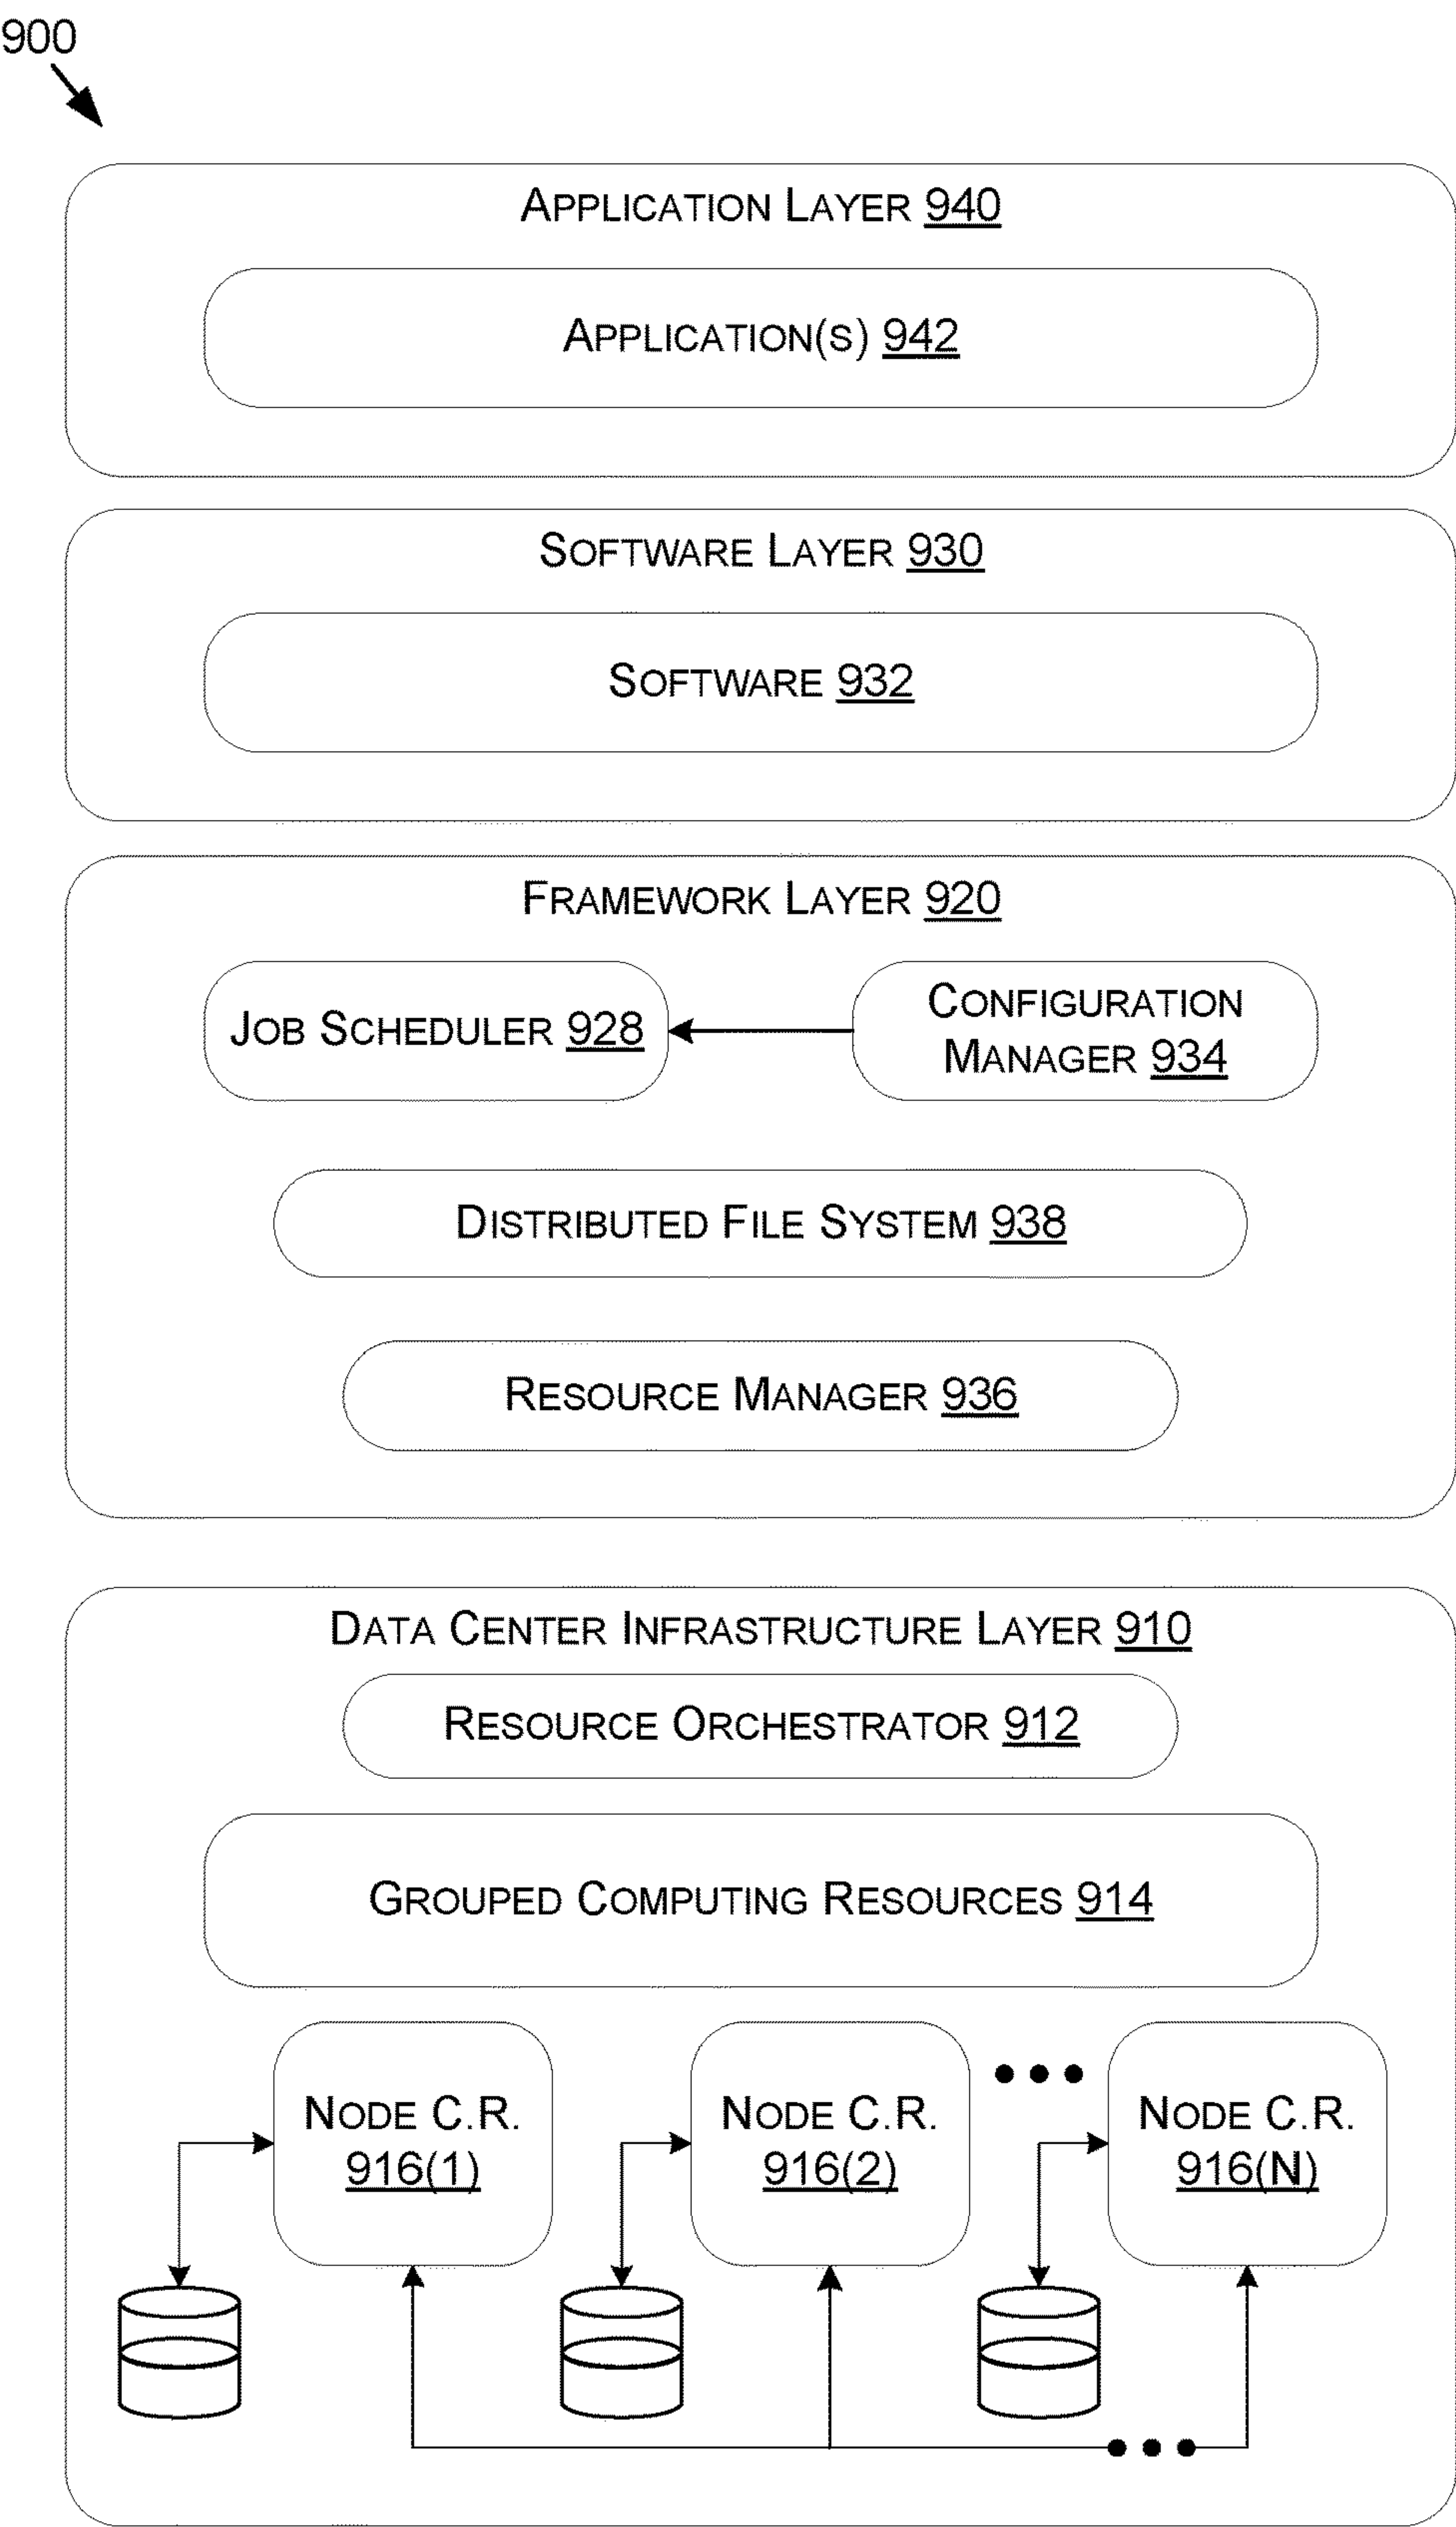 900
APPLICATION LAYER 940
APPLICATION(S) 942
SOFTWARE LAYER 930
SOFTWARE 932
FRAMEWORK LAYER 920
JOB SCHEDULER 928
CONFIGURATION
MANAGER 934
DISTRIBUTED FILE SYSTEM 938
RESOURCE MANAGER 936
DATA CENTER INFRASTRUCTURE LAYER 910
RESOURCE ORCHESTRATOR 912
GROUPED COMPUTING RESOURCES 914
NODE C.R.
916(1)
NODE C.R.
916(2)
NODE C.R.
916(N)